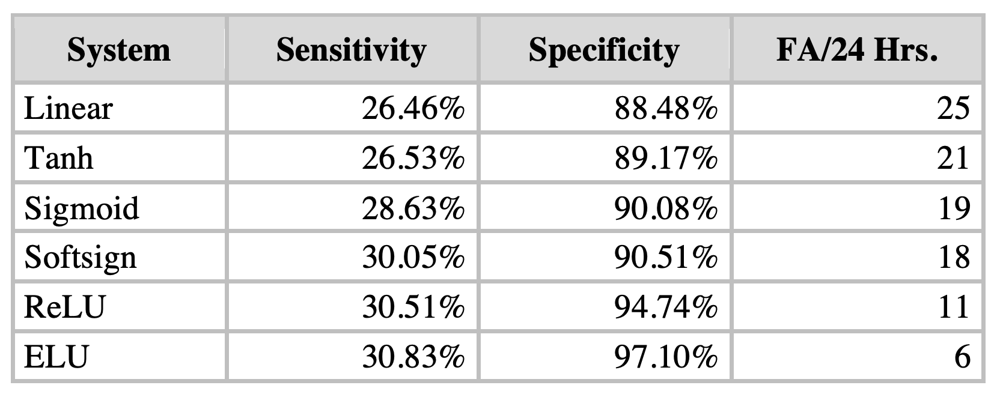 System Sensitivity Specificity FA/24 Hrs.
Linear 26.46% 88.48% 25
Tanh 26.53% 89.17% 21
Sigmoid 28.63% 90.08% 19
Softsign 30.05% 90.51% 18
ReLU 30.51% 94.74% 11
ELU 30.83% 97.10% 6